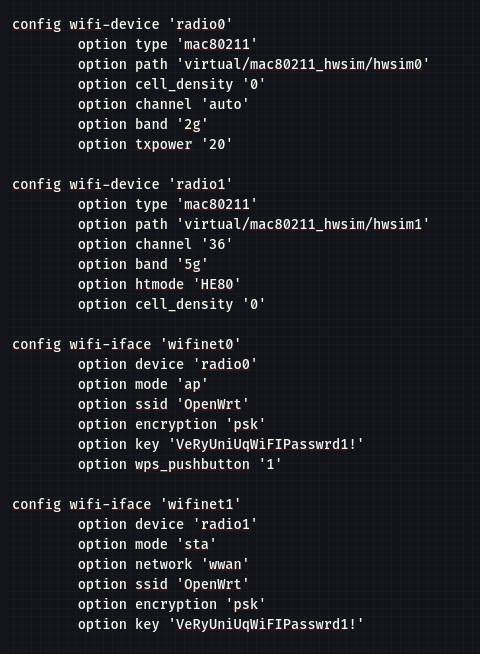 config wifi-device 'radio0'
        option type 'mac80211'
        option path 'virtual/mac80211_hwsim/hwsim0'
        option cell_density '0'
        option channel 'auto'
        option band '2g'
        option txpower '20'

config wifi-device 'radio1'
        option type 'mac80211'
        option path 'virtual/mac80211_hwsim/hwsim1'
        option channel '36'
        option band '5g'
        option htmode 'HE80'
        option cell_density '0'

config wifi-iface 'wifinet0'
        option device 'radio0'
        option mode 'ap'
        option ssid 'OpenWrt'
        option encryption 'psk'
        option key 'VeRyUniUqWiFIPasswrd1!'
        option wps_pushbutton '1'

config wifi-iface 'wifinet1'
        option device 'radio1'
        option mode 'sta'
        option network 'wwan'
        option ssid 'OpenWrt'
        option encryption 'psk'
        option key 'VeRyUniUqWiFIPasswrd1!'